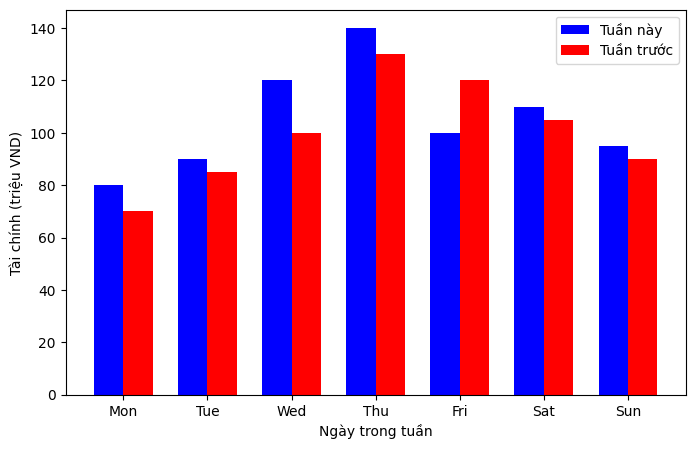 Tuần này
Tuần trước
Tài chính (triệu VND)
140
120
100
80
60
40
20
0
Mon Tue Wed Thu Fri Sat Sun
Ngày trong tuần